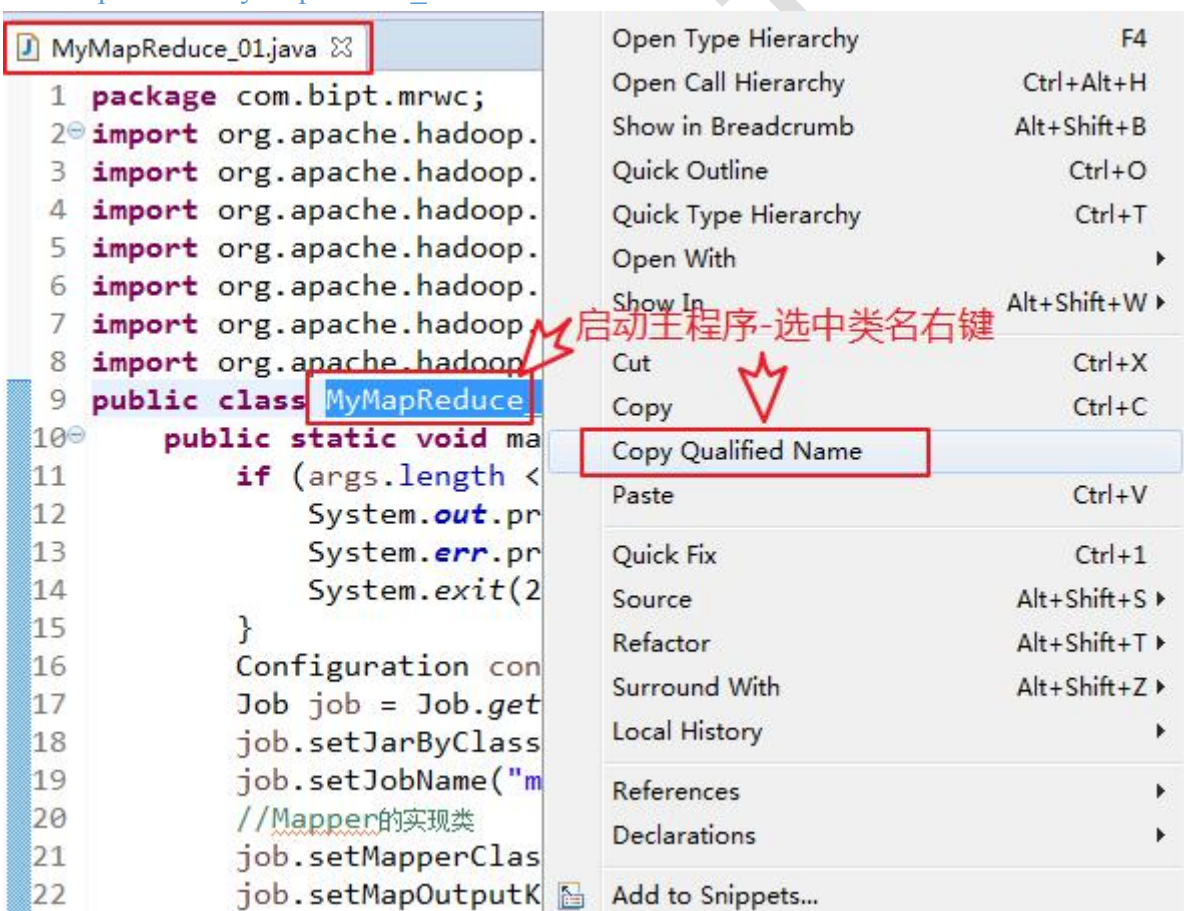 MyMapReduce_01.java
1 package com.bipt.mrwc;
2 import org.apache.hadoop.
3 import org.apache.hadoop.
4 import org.apache.hadoop.
5 import org.apache.hadoop.
6 import org.apache.hadoop.
7 import org.apache.hadoop.
8 import org.apache.hadoop
9 public class MyMapReduce_
10 public static void ma
11 if (args.length <
12 System.out.pr
13 System.err.pr
14 System.exit(2
15 }
16 Configuration con
17 Job job = Job.get
18 job.setJarByClass
19 job.setJobName("m
20 //Mapper的实现类
21 job.setMapperClas
22 job.setMapOutputK
Open Type Hierarchy F4
Open Call Hierarchy Ctrl+Alt+H
Show in Breadcrumb Alt+Shift+B
Quick Outline Ctrl+O
Quick Type Hierarchy Ctrl+T
Open With
Show In Alt+Shift+W
启动主程序-选中类名右键
Cut Ctrl+X
Copy Ctrl+C
Copy Qualified Name
Paste Ctrl+V
Quick Fix Ctrl+1
Source Alt+Shift+S
Refactor Alt+Shift+T
Surround With Alt+Shift+Z
Local History
References
Declarations
Add to Snippets...